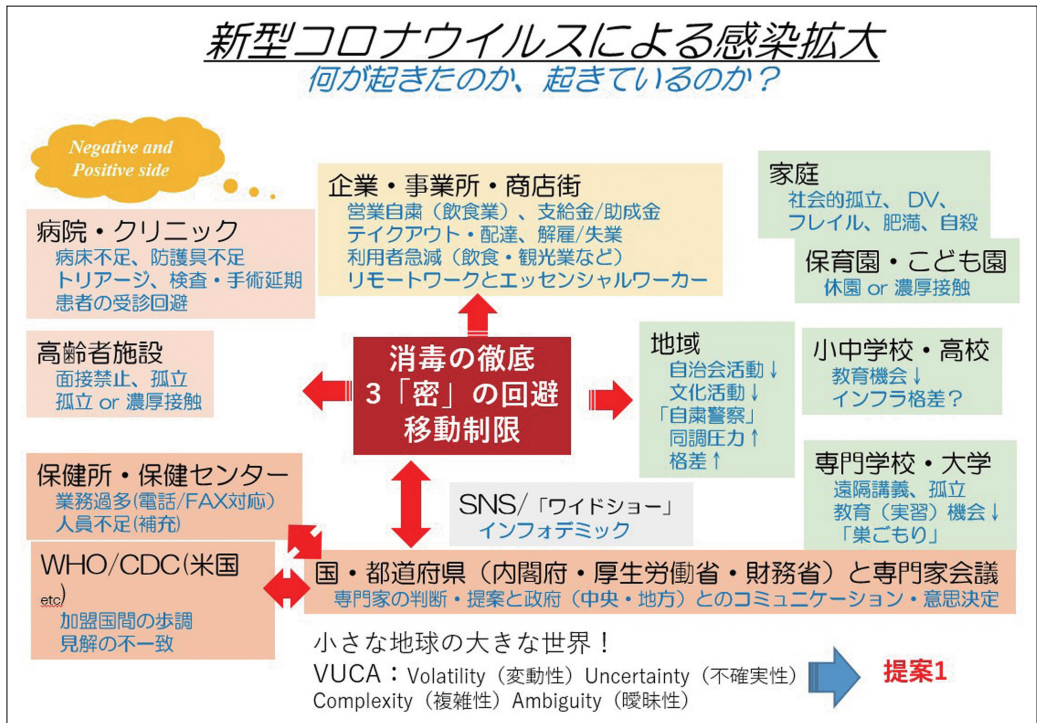 新型コロナウイルスによる感染拡大
何が起きたのか、起きているのか？
Negative and
Positive side
病院・クリニック
病床不足、防護具不足
トリアージ、検査・手術延期
患者の受診回避
企業・事業所・商店街
営業自粛（飲食業）、支給金/助成金
テイクアウト・配達、解雇/失業
利用者急減（飲食・観光業など）
リモートワークとエッセンシャルワーカー
家庭
社会的孤立、DV、
フレイル、肥満、自殺
保育園・こども園
休園 or 濃厚接触
高齢者施設
面接禁止、孤立
孤立 or 濃厚接触
消毒の徹底
３「密」の回避
移動制限
地域
自治会活動↓
文化活動↓
「自粛警察」
同調圧力↑
格差↑
小中学校・高校
教育機会↓
インフラ格差？
専門学校・大学
遠隔講義、孤立
教育（実習）機会↓
「巣ごもり」
保健所・保健センター
業務過多(電話/FAX対応)
人員不足(補充)
SNS/「ワイドショー」
インフォデミック
WHO/CDC(米国
etc)
加盟国間の歩調
見解の不一致
国・都道府県（内閣府・厚生労働省・財務省）と専門家会議
専門家の判断・提案と政府（中央・地方）とのコミュニケーション・意思決定
小さな地球の大きな世界！
VUCA：Volatility（変動性）Uncertainty（不確実性）
Complexity（複雑性）Ambiguity（曖昧性）
提案1